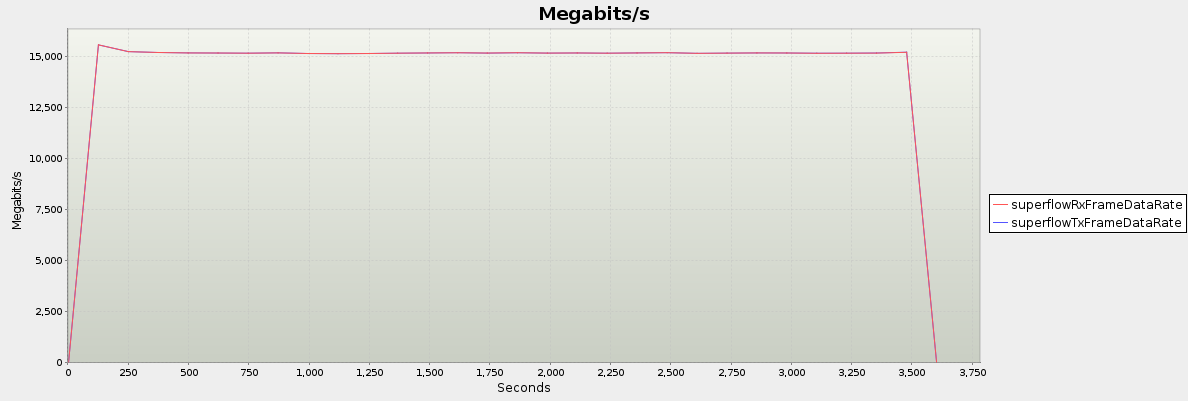 Megabits/s
15,000
12,500
10,000
7,500
5,000
2,500
0
Megabits/s
0 250 500 750 1,000 1,250 1,500 1,750 2,000 2,250 2,500 2,750 3,000 3,250 3,500 3,750
Seconds
superflowRxFrameDataRate
superflowTxFrameDataRate